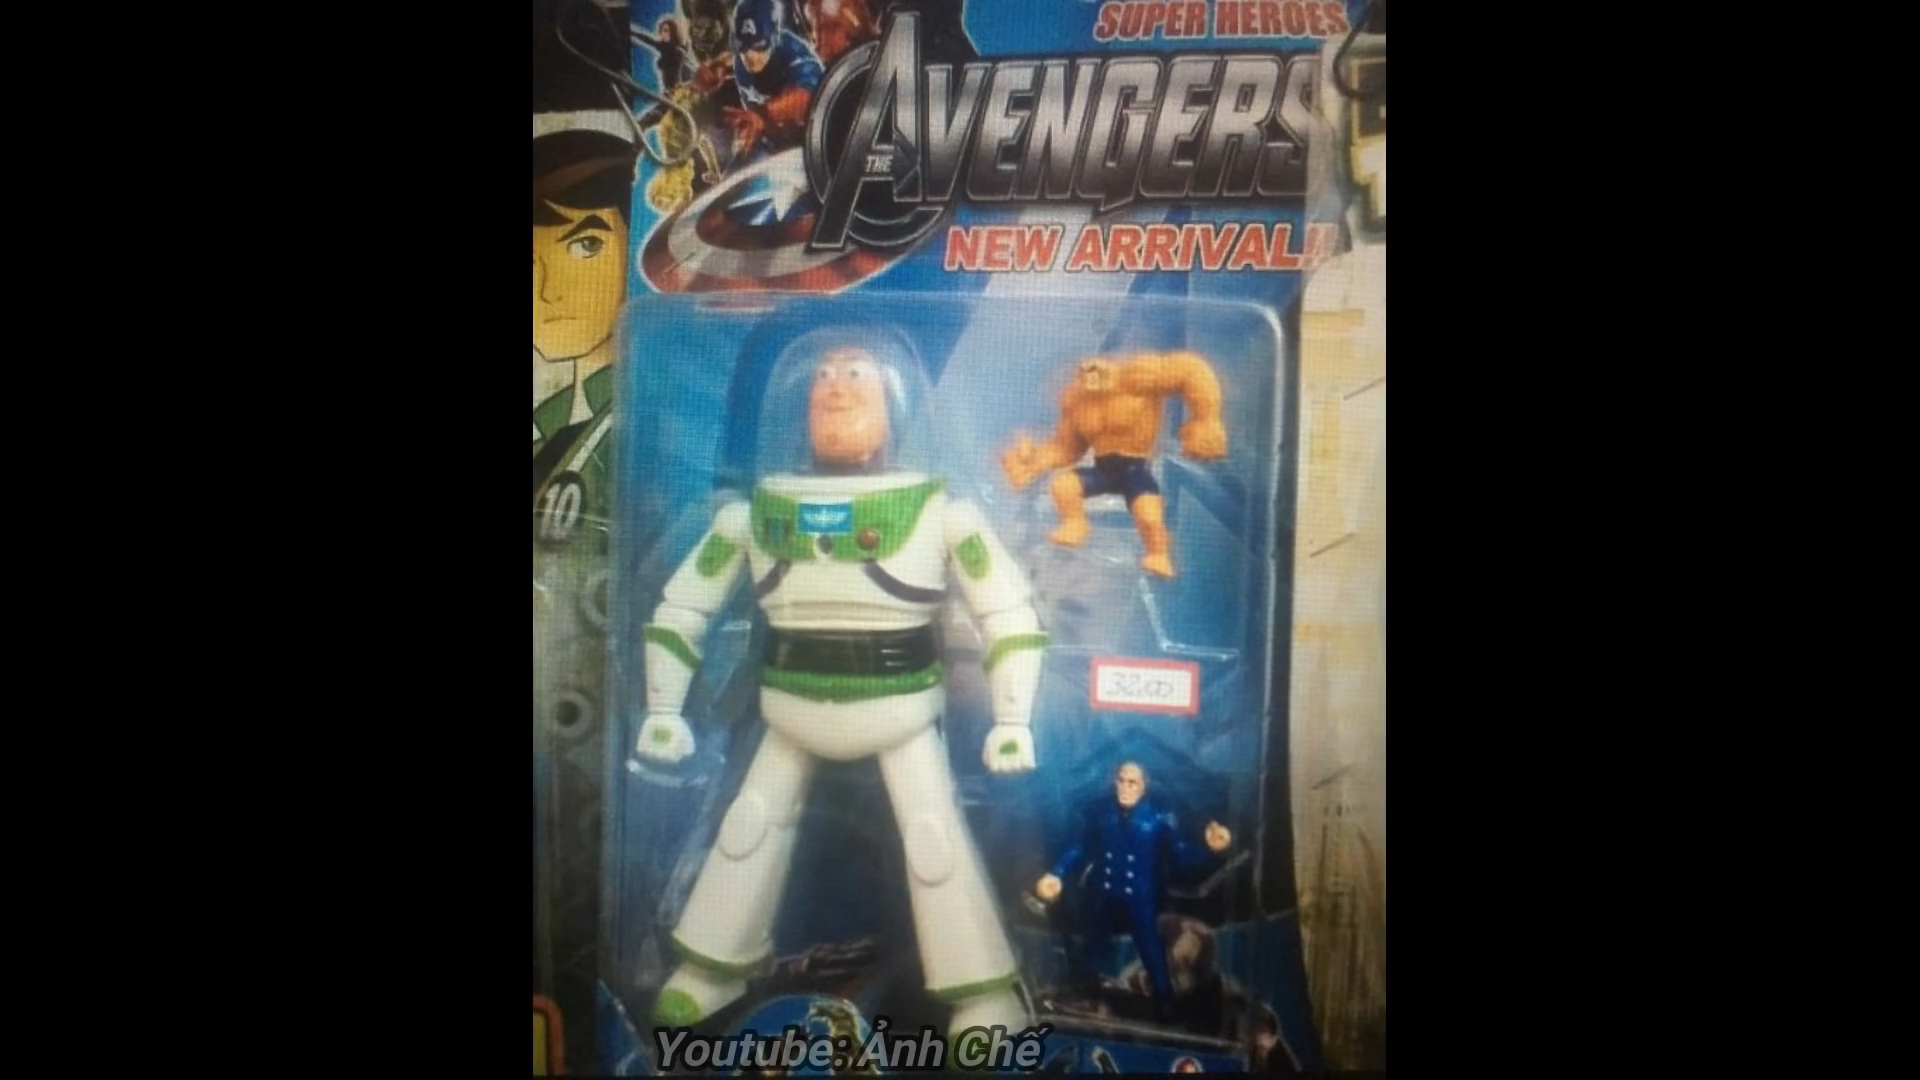 SUPER HEROES
THE AVENGERS
NEW ARRIVAL!!
10
32.00
Youtube: Ảnh Chế